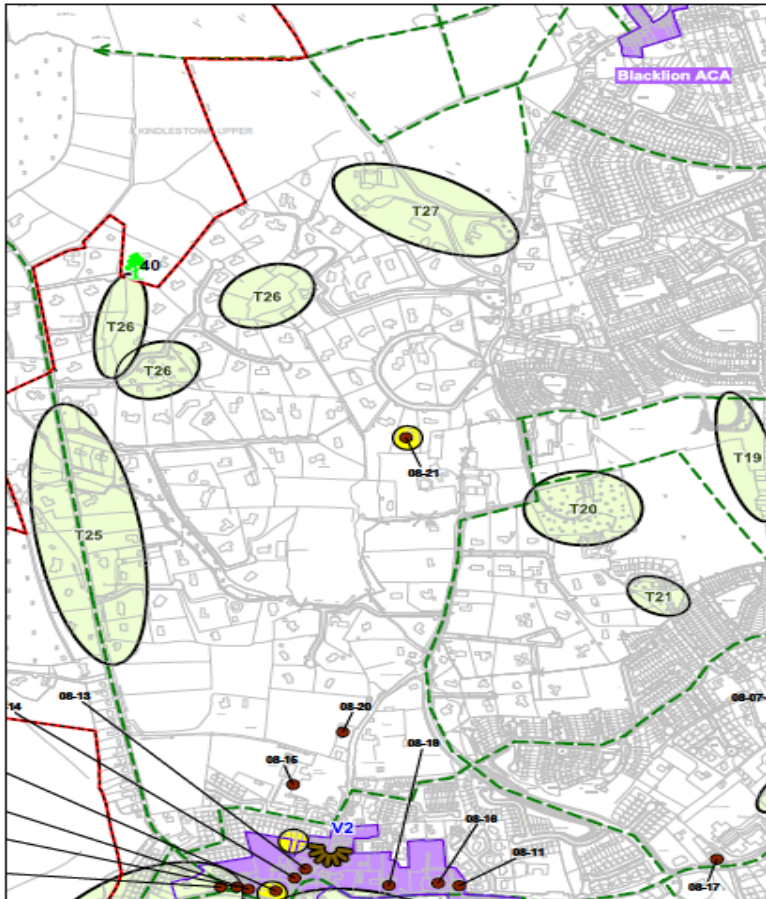 Blacklion ACA
KINDLESTOWN UPPER
T27
T 40
T26
T26
T26
08-21
T19
T20
T25
T21
08-13
14
08-20
08-07-
08-19
08-15
V2
08-16
08-11
08-17